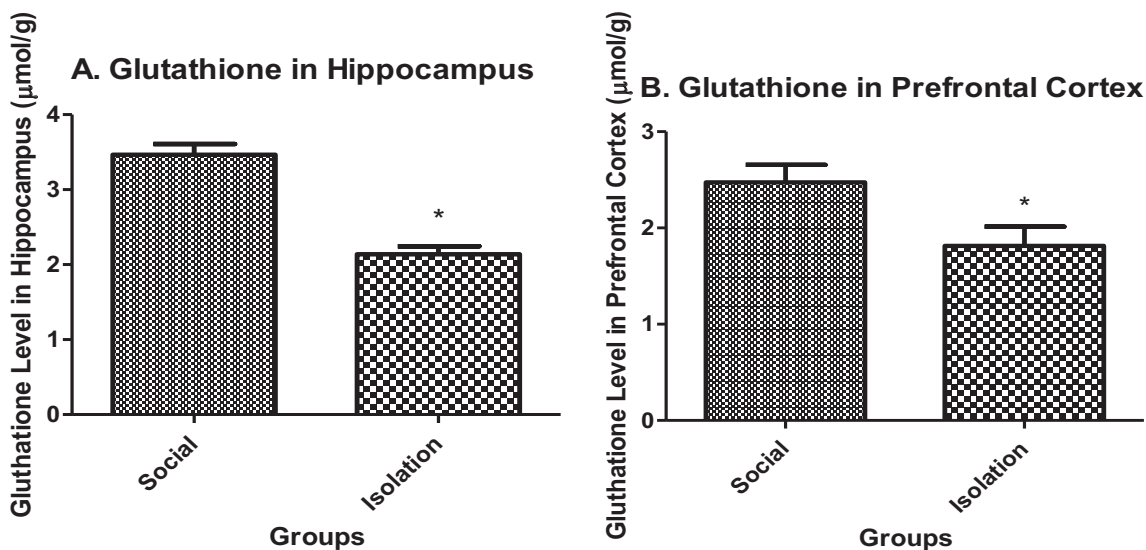 A. Glutathione in Hippocampus
Gluthatione Level in Hippocampus (μmol/g)
4
3
2
1
0
*
Social
Isolation
Groups
B. Glutathione in Prefrontal Cortex
Gluthatione Level in Prefrontal Cortex (μmol/g)
3
2
1
0
*
Social
Isolation
Groups